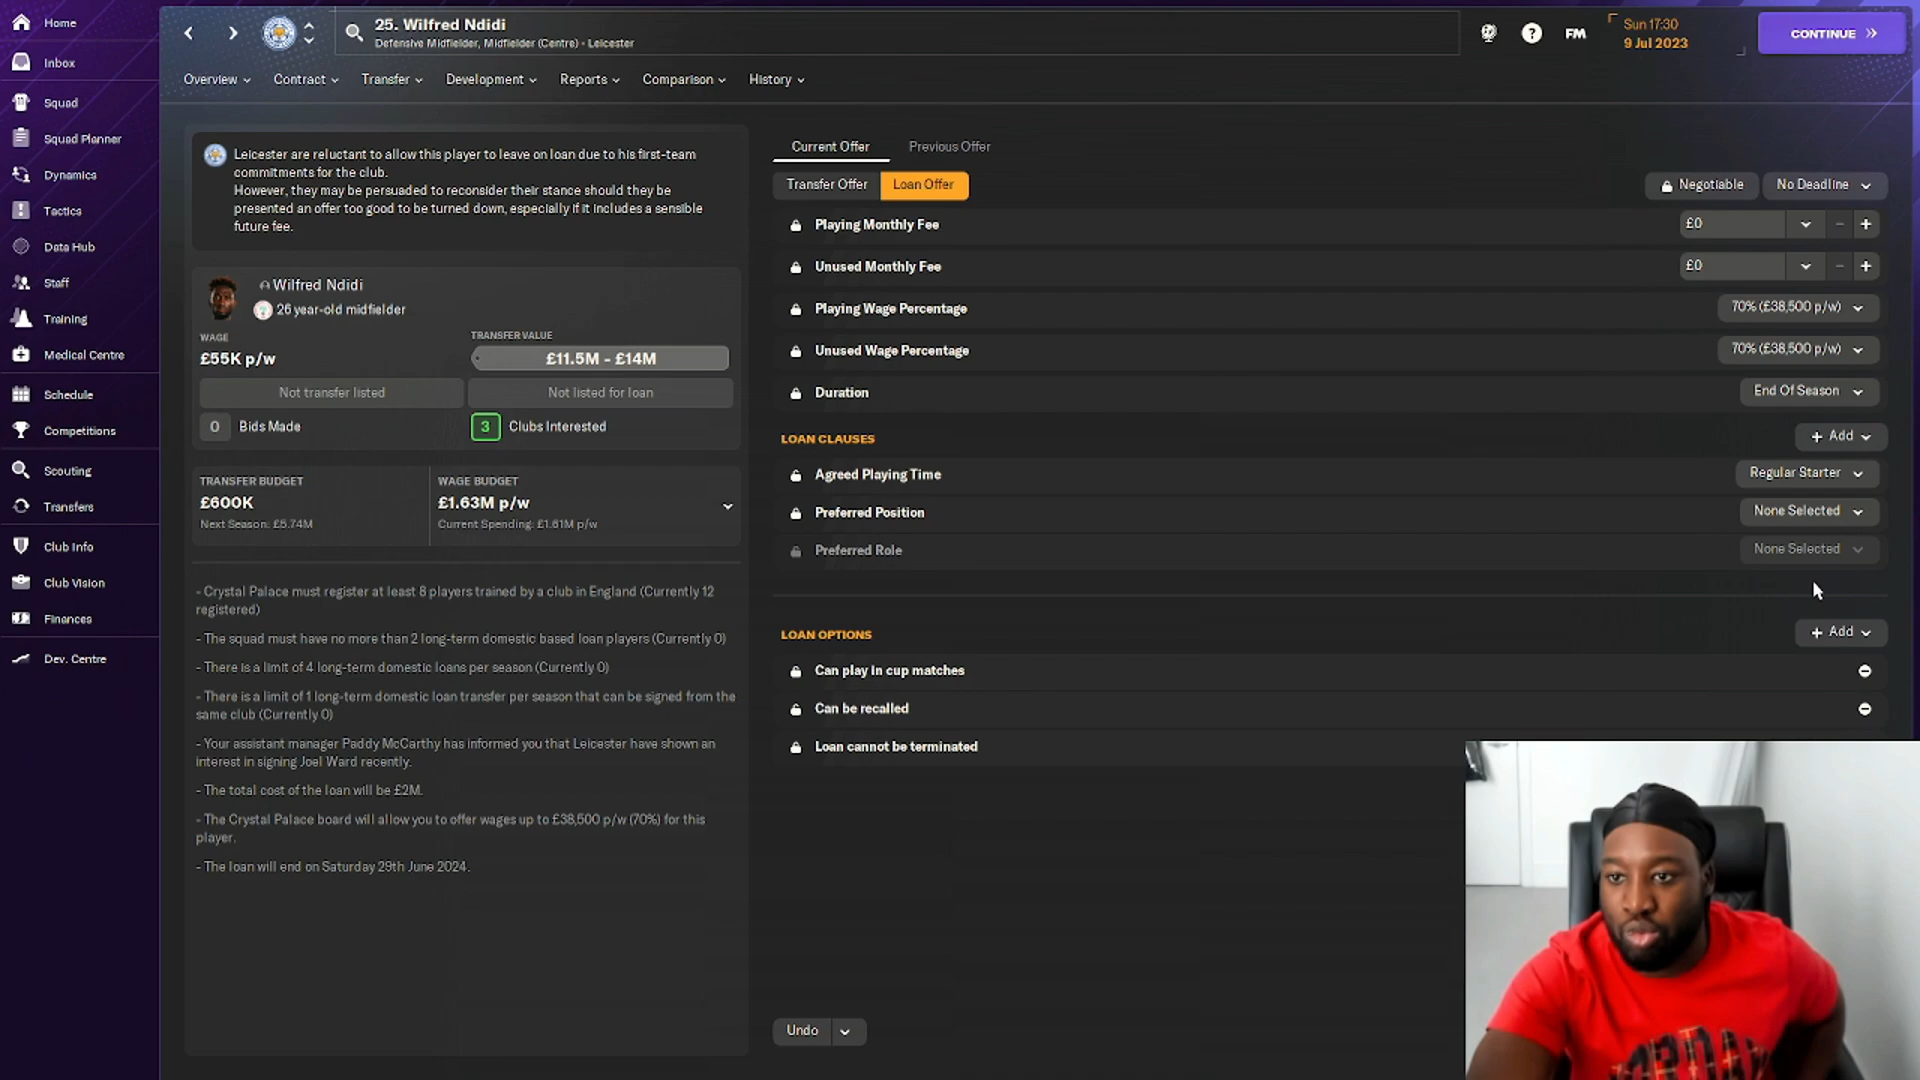 Home
Inbox
Squad
Squad Planner
Dynamics
Tactics
Data Hub
Staff
Training
Medical Centre
Schedule
Competitions
Scouting
Transfers
Club Info
Club Vision
Finances
Dev. Centre
25. Wilfred Ndidi
Defensive Midfielder, Midfielder (Centre) - Leicester
FM
Sun 17:30
9 Jul 2023
CONTINUE
Overview
Contract
Transfer
Development
Reports
Comparison
History
Leicester are reluctant to allow this player to leave on loan due to his first-team
commitments for the club.
However, they may be persuaded to reconsider their stance should they be
presented an offer too good to be turned down, especially if it includes a sensible
future fee.
Wilfred Ndidi
26 year-old midfielder
WAGE
£55K p/w
TRANSFER VALUE
£11.5M - £14M
Not transfer listed
Not listed for loan
0 Bids Made
3 Clubs Interested
TRANSFER BUDGET
£600K
Next Season: £5.74M
WAGE BUDGET
£1.63M p/w
Current Spending: £1.61M p/w
- Crystal Palace must register at least 8 players trained by a club in England (Currently 12
registered)
- The squad must have no more than 2 long-term domestic based loan players (Currently 0)
- There is a limit of 4 long-term domestic loans per season (Currently 0)
- There is a limit of 1 long-term domestic loan transfer per season that can be signed from the
same club (Currently 0)
- Your assistant manager Paddy McCarthy has informed you that Leicester have shown an
interest in signing Joel Ward recently.
- The total cost of the loan will be £2M.
- The Crystal Palace board will allow you to offer wages up to £38,500 p/w (70%) for this
player.
- The loan will end on Saturday 29th June 2024.
Current Offer
Previous Offer
Transfer Offer
Loan Offer
Negotiable
No Deadline
Playing Monthly Fee £0
Unused Monthly Fee £0
Playing Wage Percentage 70% (£38,500 p/w)
Unused Wage Percentage 70% (£38,500 p/w)
Duration End Of Season
LOAN CLAUSES + Add
Agreed Playing Time Regular Starter
Preferred Position None Selected
Preferred Role None Selected
LOAN OPTIONS + Add
Can play in cup matches
Can be recalled
Loan cannot be terminated
Undo